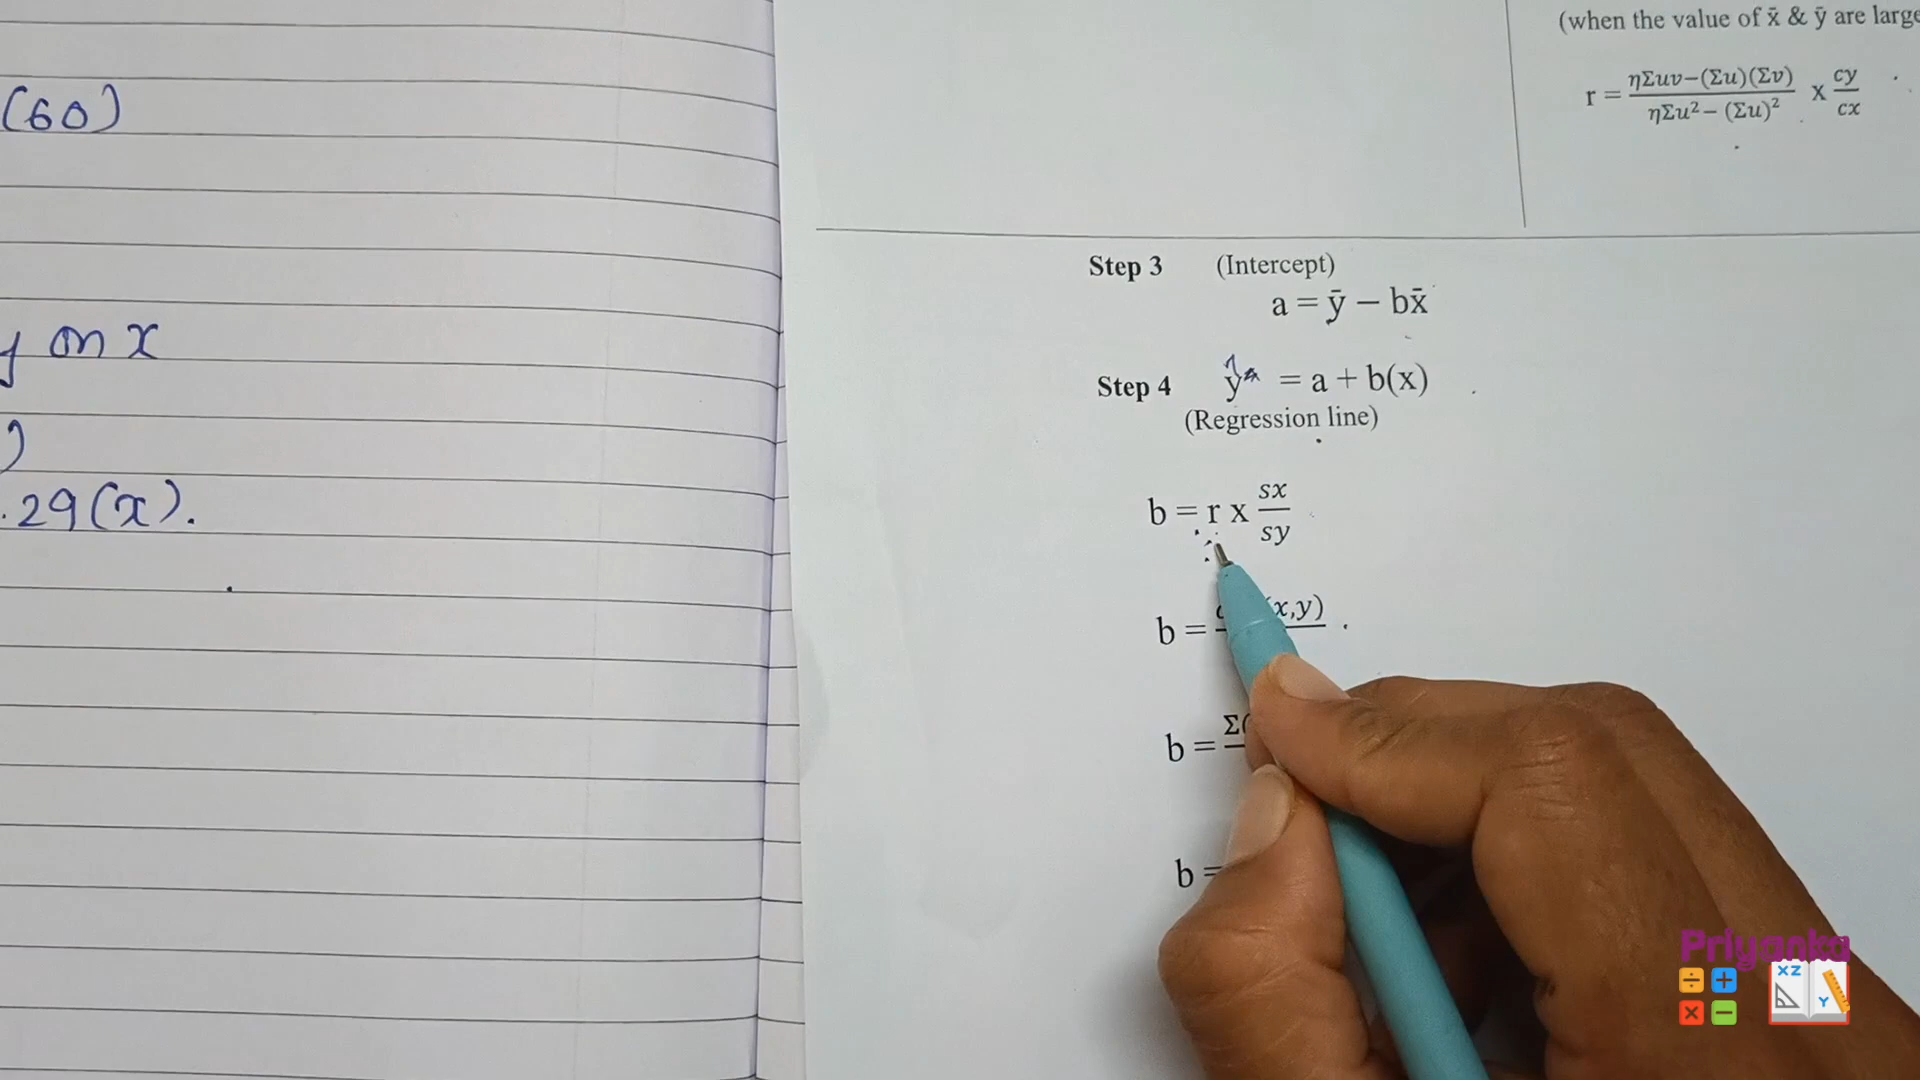 (60)
y on x
)
.29(x).
(when the value of x̄ & ȳ are large
r = ηΣuv−(Σu)(Σv) / ηΣu²− (Σu)² x cy/cx
Step 3 (Intercept)
a = ȳ − bx̄
Step 4 ŷ = a + b(x)
(Regression line)
b = r x sx/sy
b = x,y)
b = Σ(
b =
Priyanka
XZ
Y